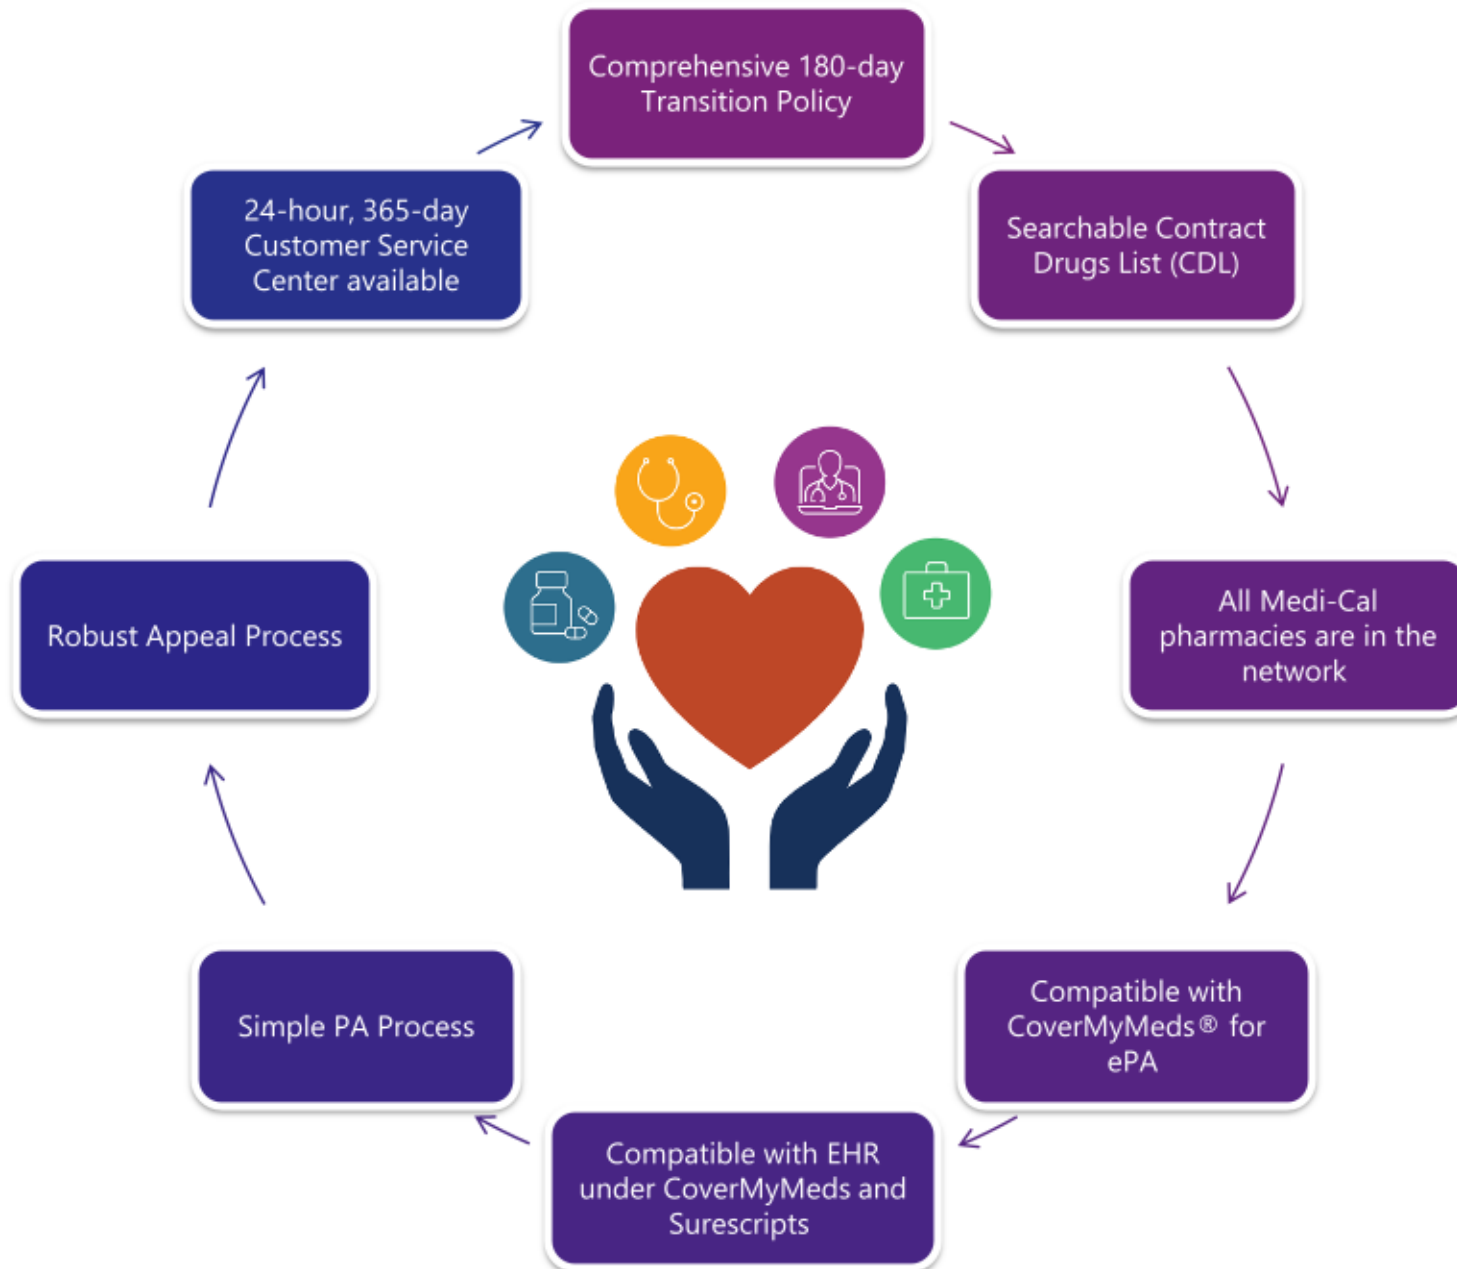 Comprehensive 180-day
Transition Policy
Searchable Contract
Drugs List (CDL)
All Medi-Cal
pharmacies are in the
network
Compatible with
CoverMyMeds® for
ePA
Compatible with EHR
under CoverMyMeds and
Surescripts
Simple PA Process
Robust Appeal Process
24-hour, 365-day
Customer Service
Center available